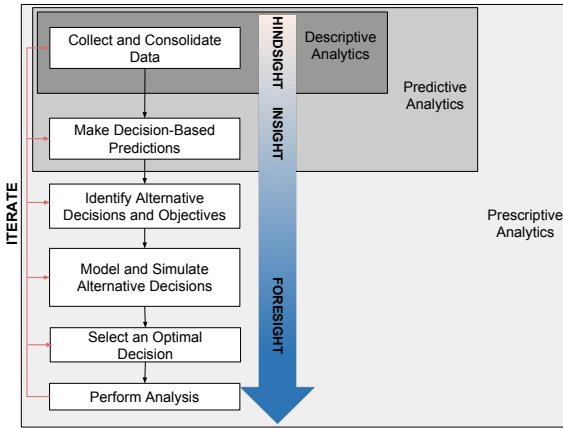 Collect and Consolidate
Data
Descriptive
Analytics
HINDSIGHT
Predictive
Analytics
Make Decision-Based
Predictions
INSIGHT
Identify Alternative
Decisions and Objectives
Prescriptive
Analytics
ITERATE
Model and Simulate
Alternative Decisions
FORESIGHT
Select an Optimal
Decision
Perform Analysis